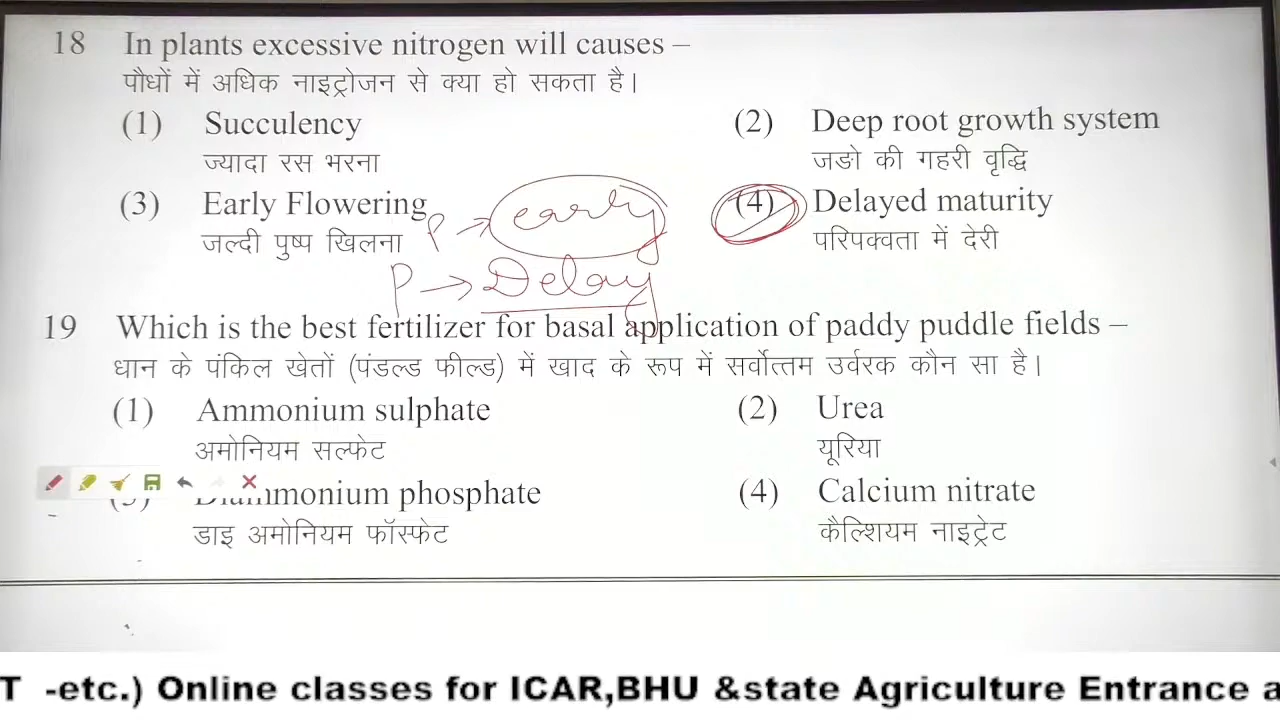 18 In plants excessive nitrogen will causes –
पौधों में अधिक नाइट्रोजन से क्या हो सकता है।
(1) Succulency (2) Deep root growth system
ज्यादा रस भरना जडो की गहरी वृद्धि
(3) Early Flowering (4) Delayed maturity
P → early
जल्दी पुष्प खिलना परिपक्वता में देरी
P → Delay
19 Which is the best fertilizer for basal application of paddy puddle fields –
धान के पंकिल खेतों (पंडल्ड फील्ड) में खाद के रूप में सर्वोत्तम उर्वरक कौन सा है।
(1) Ammonium sulphate (2) Urea
अमोनियम सल्फेट यूरिया
(3) Diammonium phosphate (4) Calcium nitrate
डाइ अमोनियम फॉस्फेट कैल्शियम नाइट्रेट
T -etc.) Online classes for ICAR,BHU &state Agriculture Entrance a